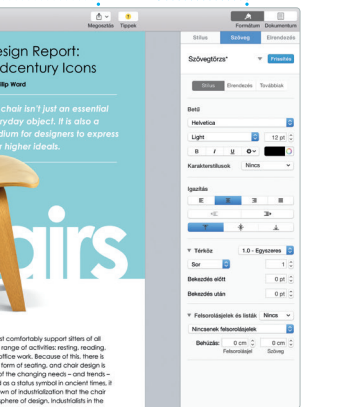 Megosztás Tippek
Formátum Dokumentum
Stílus Szöveg Elrendezés
Szövegtörzs* Frissítés
Stílus Elrendezés Továbbiak
Betű
Helvetica
Light 12 pt
B I U
Karakterstílusok Nincs
Igazítás
Térköz 1.0 - Egyszeres
Sor 1
Bekezdés előtt 0 pt
Bekezdés után 0 pt
Felsorolásjelek és listák Nincs
Nincsenek felsorolásjelek
Behúzás: 0 cm 0 cm
Felsorolásjel Szöveg
sign Report:
dcentury Icons
lip Ward
chair isn't just an essential
ryday object. It is also a
dium for designers to express
r higher ideals.
airs
st comfortably support sitters of all
range of activities: resting, reading,
office work. Because of this, there is
form of seating, and chair design is
of the changing needs – and trends –
d as a status symbol in ancient times, it
wn of industrialization that the chair
sphere of design. Industrialists in the